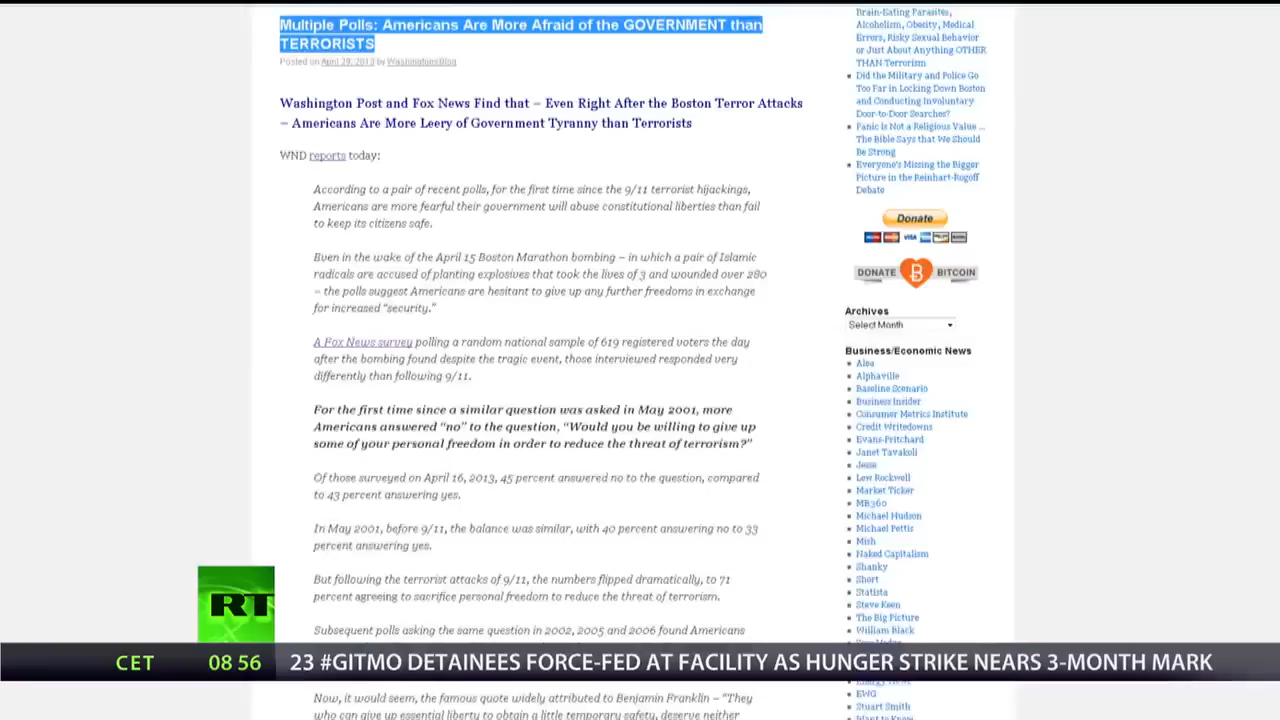 Multiple Polls: Americans Are More Afraid of the GOVERNMENT than
TERRORISTS
Posted on April 29, 2013 by WashingtonsBlog
Washington Post and Fox News Find that – Even Right After the Boston Terror Attacks
– Americans Are More Leery of Government Tyranny than Terrorists
WND reports today:
According to a pair of recent polls, for the first time since the 9/11 terrorist hijackings,
Americans are more fearful their government will abuse constitutional liberties than fail
to keep its citizens safe.
Even in the wake of the April 15 Boston Marathon bombing – in which a pair of Islamic
radicals are accused of planting explosives that took the lives of 3 and wounded over 280
– the polls suggest Americans are hesitant to give up any further freedoms in exchange
for increased “security.”
A Fox News survey polling a random national sample of 619 registered voters the day
after the bombing found despite the tragic event, those interviewed responded very
differently than following 9/11.
For the first time since a similar question was asked in May 2001, more
Americans answered “no” to the question, “Would you be willing to give up
some of your personal freedom in order to reduce the threat of terrorism?”
Of those surveyed on April 16, 2013, 45 percent answered no to the question, compared
to 43 percent answering yes.
In May 2001, before 9/11, the balance was similar, with 40 percent answering no to 33
percent answering yes.
But following the terrorist attacks of 9/11, the numbers flipped dramatically, to 71
percent agreeing to sacrifice personal freedom to reduce the threat of terrorism.
Subsequent polls asking the same question in 2002, 2005 and 2006 found Americans
Now, it would seem, the famous quote widely attributed to Benjamin Franklin – “They
who can give up essential liberty to obtain a little temporary safety, deserve neither
Brain-Eating Parasites,
Alcoholism, Obesity, Medical
Errors, Risky Sexual Behavior
or Just About Anything OTHER
THAN Terrorism
Did the Military and Police Go
Too Far in Locking Down Boston
and Conducting Involuntary
Door-to-Door Searches?
Panic is Not a Religious Value ...
The Bible Says that We Should
Be Strong
Everyone's Missing the Bigger
Picture in the Reinhart-Rogoff
Debate
Donate
VISA
DONATE B BITCOIN
Archives
Select Month
Business/Economic News
Alea
Alphaville
Baseline Scenario
Business Insider
Consumer Metrics Institute
Credit Writedowns
Evans-Pritchard
Janet Tavakoli
Jesse
Lew Rockwell
Market Ticker
MB360
Michael Hudson
Michael Pettis
Mish
Naked Capitalism
Shanky
Short
Statista
Steve Keen
The Big Picture
William Black
Energy News
EWG
Stuart Smith
Want to Know
RT
CET 08:56 23 #GITMO DETAINEES FORCE-FED AT FACILITY AS HUNGER STRIKE NEARS 3-MONTH MARK